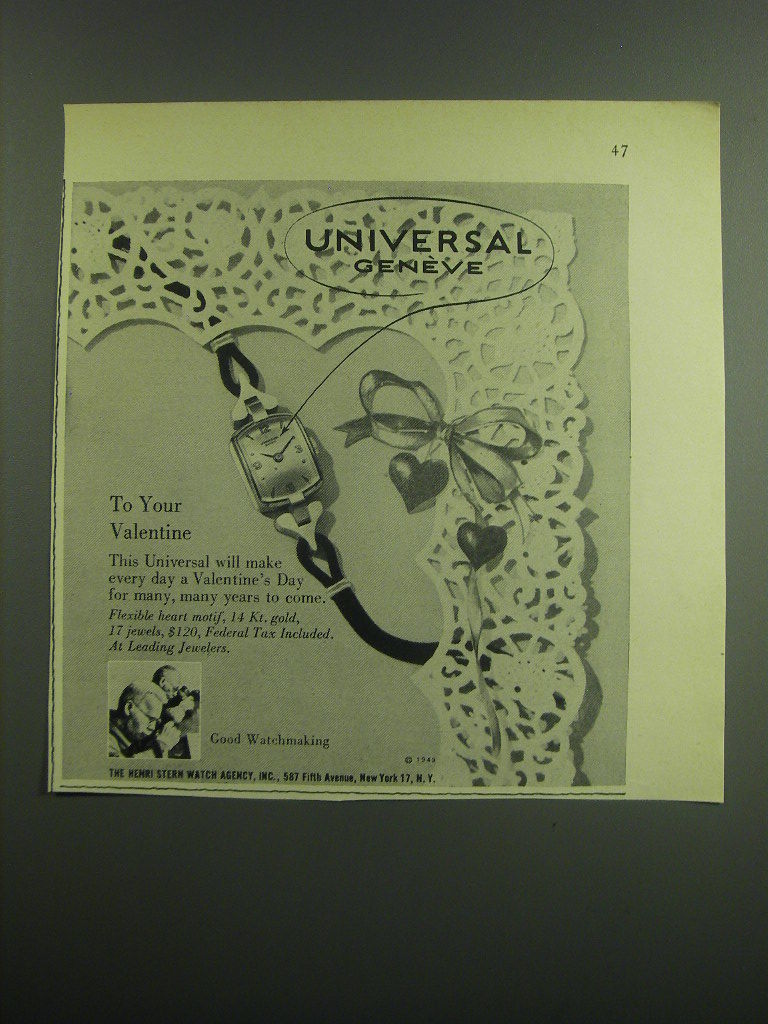 47
UNIVERSAL
GENÈVE
To Your
Valentine
This Universal will make
every day a Valentine's Day
for many, many years to come.
Flexible heart motif, 14 Kt. gold,
17 jewels, $120, Federal Tax Included.
At Leading Jewelers.
Good Watchmaking
© 1949
THE HENRI STERN WATCH AGENCY, INC., 587 Fifth Avenue, New York 17, N. Y.